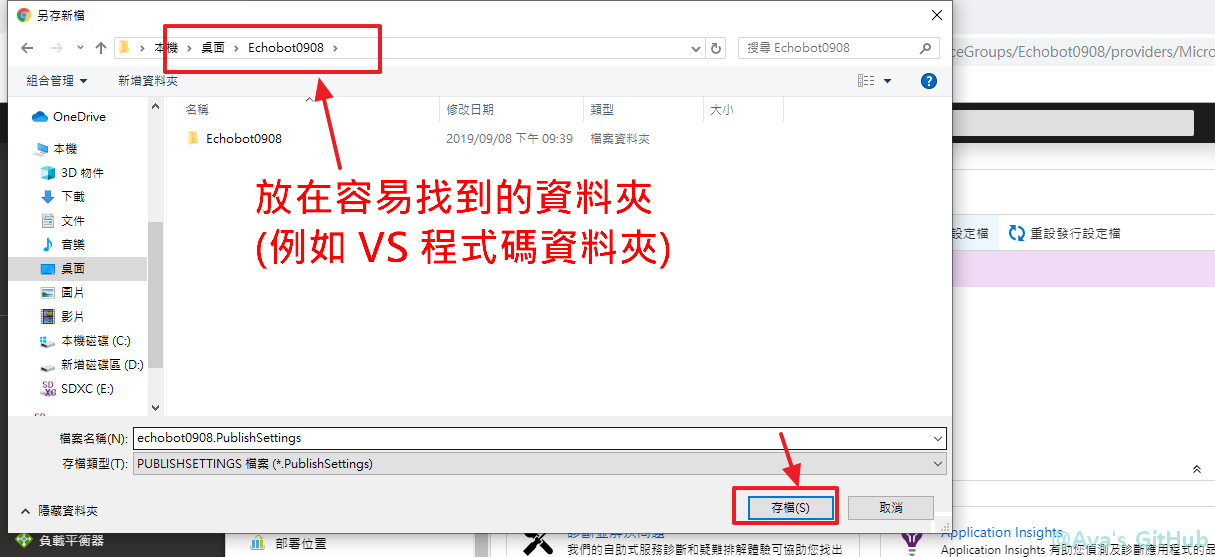 另存新檔
本機 › 桌面 › Echobot0908 ›
搜尋 Echobot0908
ceGroups/Echobot0908/providers/Micro
組合管理
新增資料夾
OneDrive
本機
3D 物件
下載
文件
音樂
桌面
圖片
影片
本機磁碟 (C:)
新增磁碟區 (D:)
SDXC (E:)
名稱
修改日期
類型
大小
Echobot0908
2019/09/08 下午 09:39
檔案資料夾
放在容易找到的資料夾
(例如 VS 程式碼資料夾)
設定檔
重設發行設定檔
檔案名稱(N):
echobot0908.PublishSettings
存檔類型(T):
PUBLISHSETTINGS 檔案 (*.PublishSettings)
隱藏資料夾
存檔(S)
取消
負載平衡器
部署位置
診斷並解決問題
我們的自助式服務診斷和疑難排解體驗可協助您找出
Application Insights
Application Insights 有助您偵測及診斷應用程式的
@Ava's GitHub